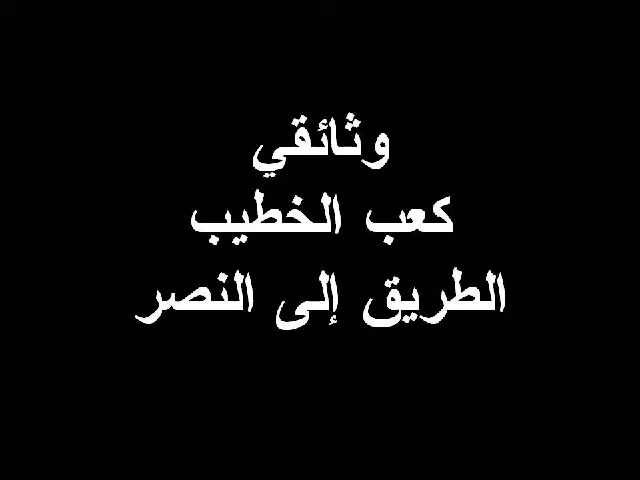 وثائقي
كعب الخطيب
الطريق إلى النصر